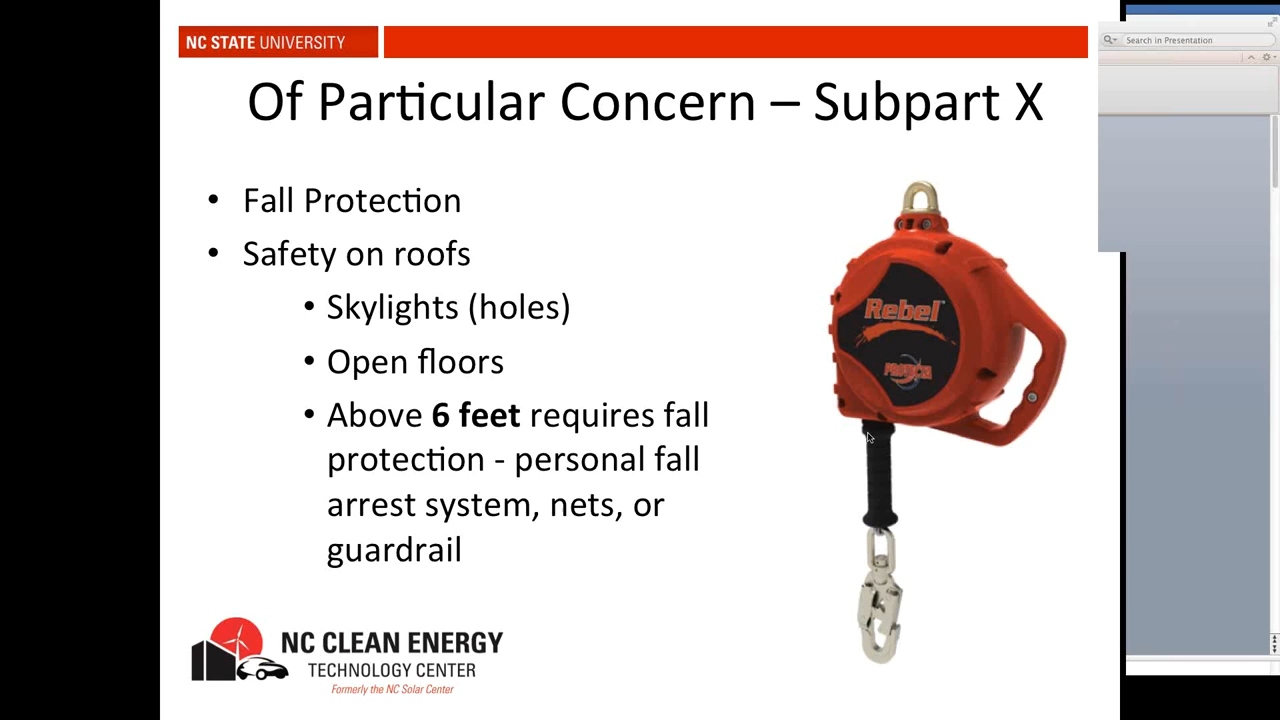 NC STATE UNIVERSITY
Search in Presentation
Of Particular Concern – Subpart X
• Fall Protection
• Safety on roofs
• Skylights (holes)
• Open floors
• Above 6 feet requires fall
protection - personal fall
arrest system, nets, or
guardrail
Rebel
PROTECTA
NC CLEAN ENERGY
TECHNOLOGY CENTER
Formerly the NC Solar Center